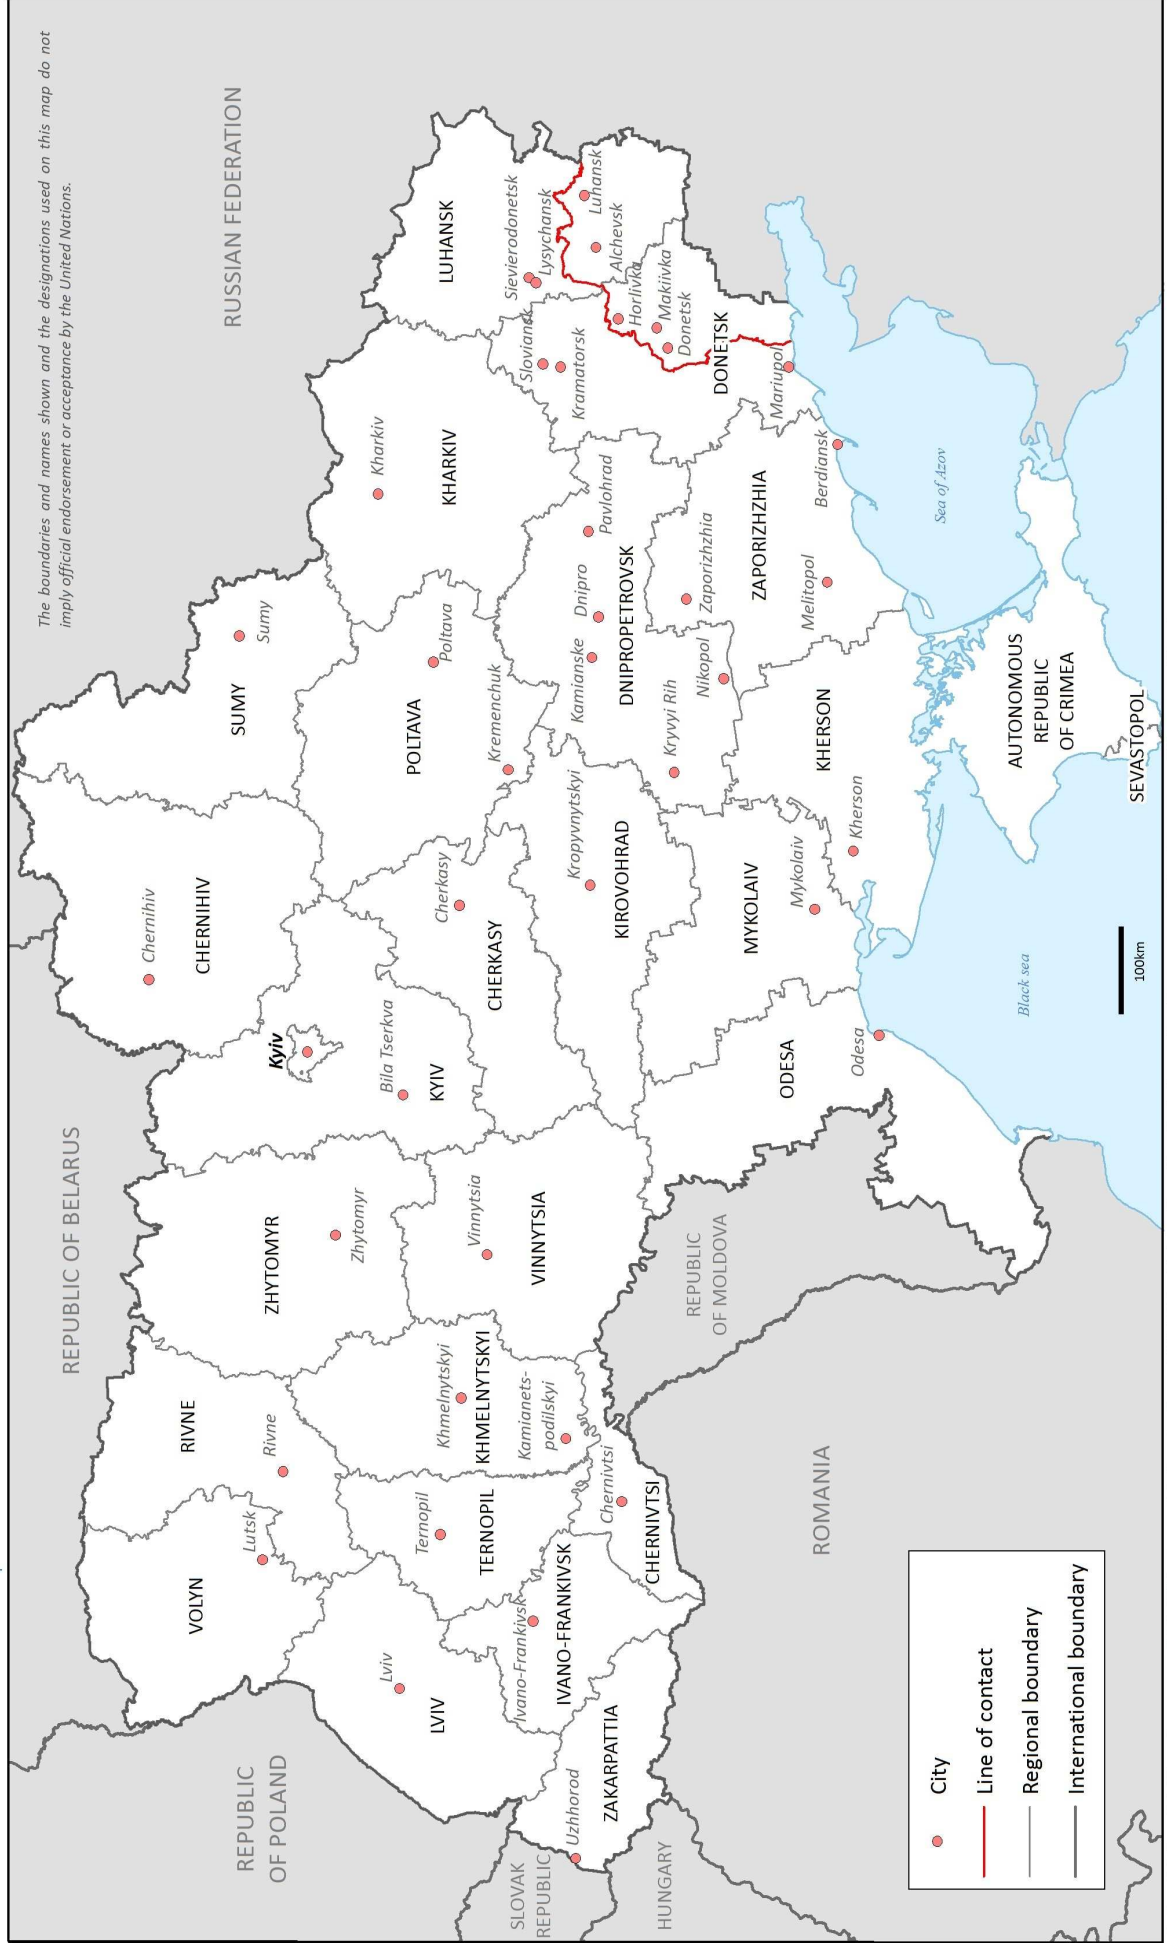 The boundaries and names shown and the designations used on this map do not
imply official endorsement or acceptance by the United Nations.
RUSSIAN FEDERATION
REPUBLIC OF BELARUS
REPUBLIC
OF POLAND
SLOVAK
REPUBLIC
HUNGARY
ROMANIA
REPUBLIC
OF MOLDOVA
VOLYN
Lutsk
RIVNE
Rivne
ZHYTOMYR
Zhytomyr
Kyiv
Bila Tserkva
KYIV
CHERNIHIV
Chernihiv
SUMY
Sumy
LVIV
Lviv
TERNOPIL
Ternopil
KHMELNYTSKYI
Khmelnytskyi
Kamianets-
podilskyi
VINNYTSIA
Vinnytsia
CHERKASY
Cherkasy
POLTAVA
Poltava
Kremenchuk
KHARKIV
Kharkiv
LUHANSK
Sievierodonetsk
Lysychansk
Luhansk
Alchevsk
ZAKARPATTIA
Uzhhorod
IVANO-FRANKIVSK
Ivano-Frankivsk
CHERNIVTSI
Chernivtsi
KIROVOHRAD
Kropyvnytskyi
DNIPROPETROVSK
Kamianske
Dnipro
Pavlohrad
Kryvyi Rih
Nikopol
DONETSK
Sloviansk
Kramatorsk
Horlivka
Makiivka
Donetsk
Mariupol
ZAPORIZHZHIA
Zaporizhzhia
Melitopol
Berdiansk
ODESA
Odesa
MYKOLAIV
Mykolaiv
KHERSON
Kherson
AUTONOMOUS
REPUBLIC
OF CRIMEA
SEVASTOPOL
Sea of Azov
Black sea
100km
City
Line of contact
Regional boundary
International boundary